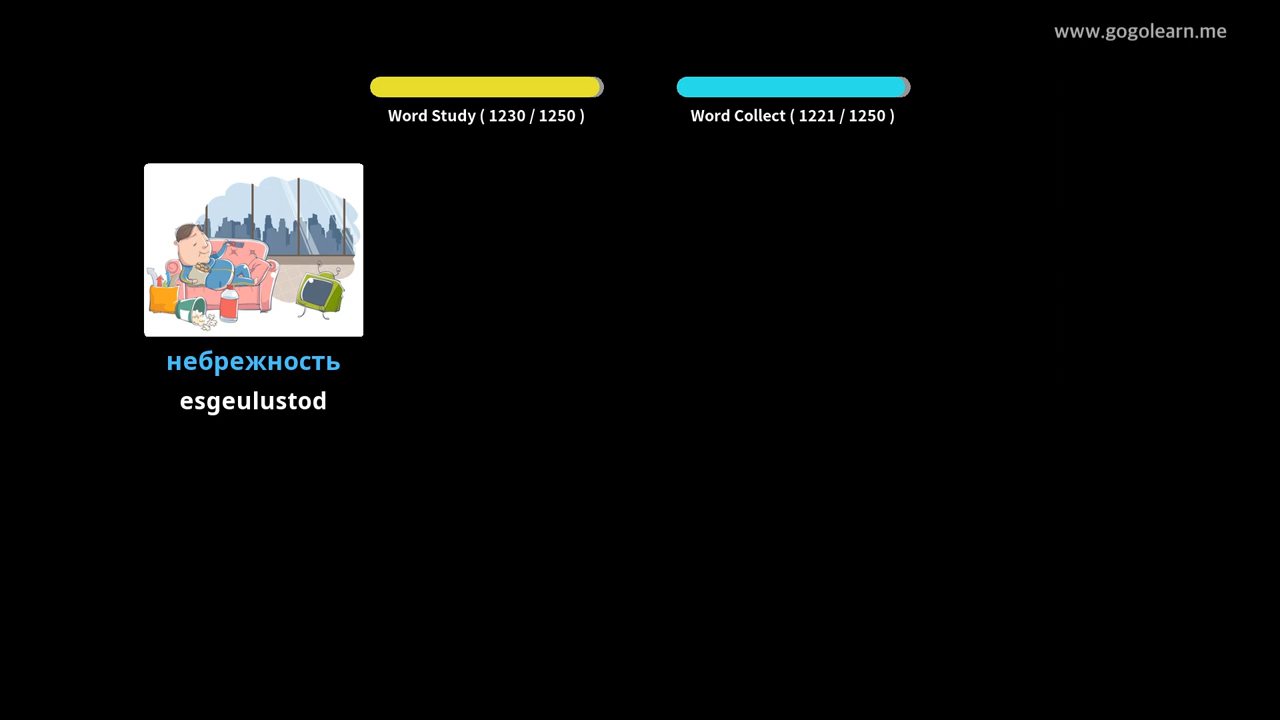 www.gogolearn.me
Word Study ( 1230 / 1250 )
Word Collect ( 1221 / 1250 )
небрежность
esgeulustod